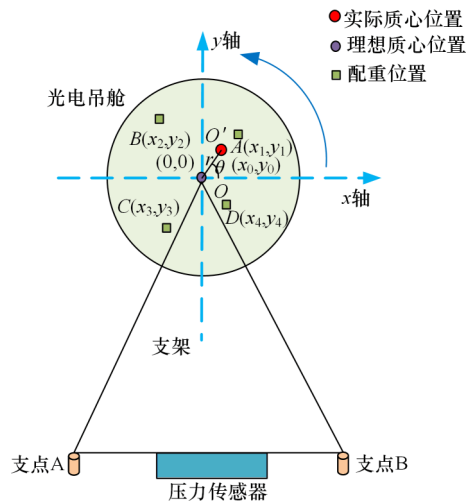 实际质心位置
理想质心位置
配重位置
y轴
光电吊舱
B(x₂,y₂)
O′
A(x₁,y₁)
(0,0)
r
θ
(x₀,y₀)
x轴
C(x₃,y₃)
O
D(x₄,y₄)
支架
支点A
支点B
压力传感器